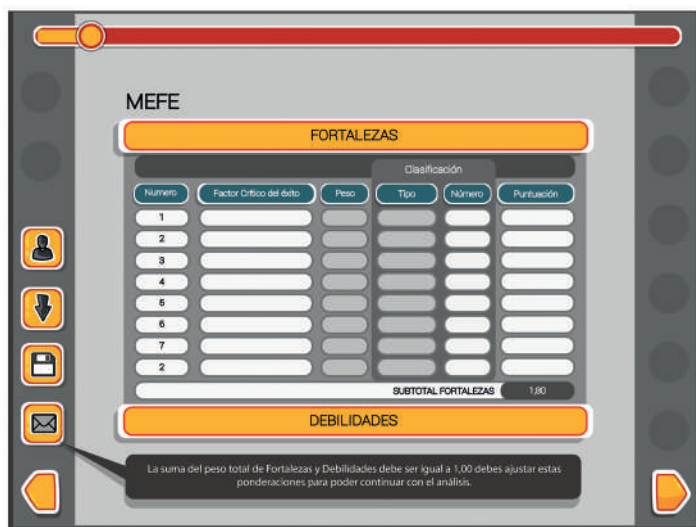 MEFE
FORTALEZAS
Clasificación
Numero Factor Crítico del éxito Peso Tipo Número Puntuación
1
2
3
4
5
6
7
2
SUBTOTAL FORTALEZAS 1,80
DEBILIDADES
La suma del peso total de Fortalezas y Debilidades debe ser igual a 1,00 debes ajustar estas
ponderaciones para poder continuar con el análisis.